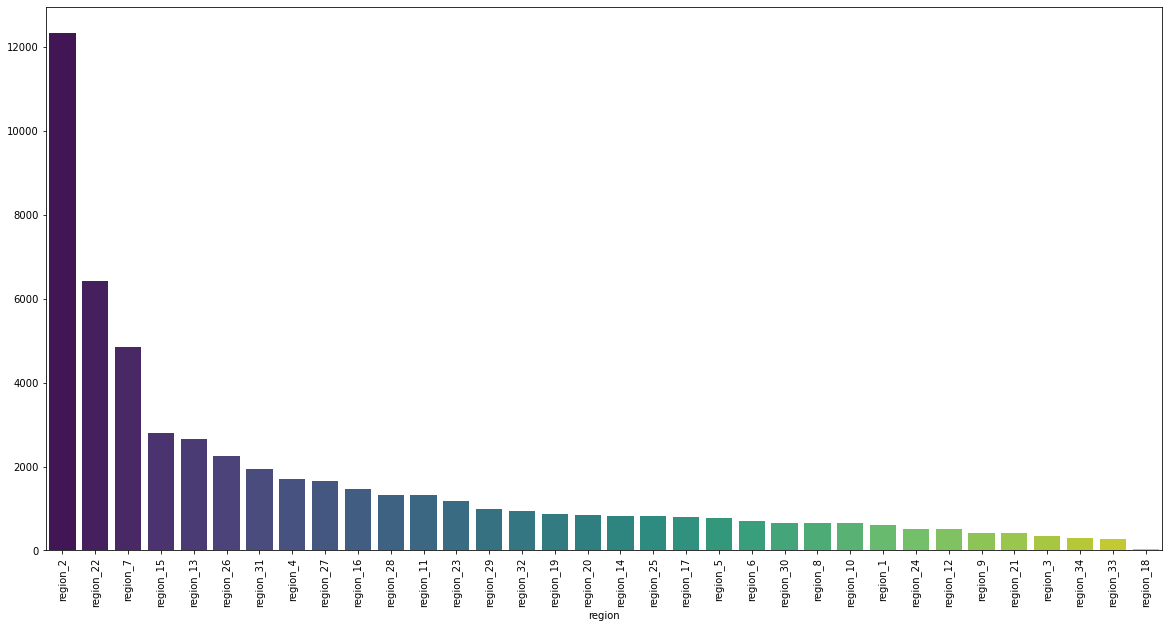 12000
10000
8000
6000
4000
2000
0
region_2
region_22
region_7
region_15
region_13
region_26
region_31
region_4
region_27
region_16
region_28
region_11
region_23
region_29
region_32
region_19
region_20
region_14
region_25
region_17
region_5
region_6
region_30
region_8
region_10
region_1
region_24
region_12
region_9
region_21
region_3
region_34
region_33
region_18
region